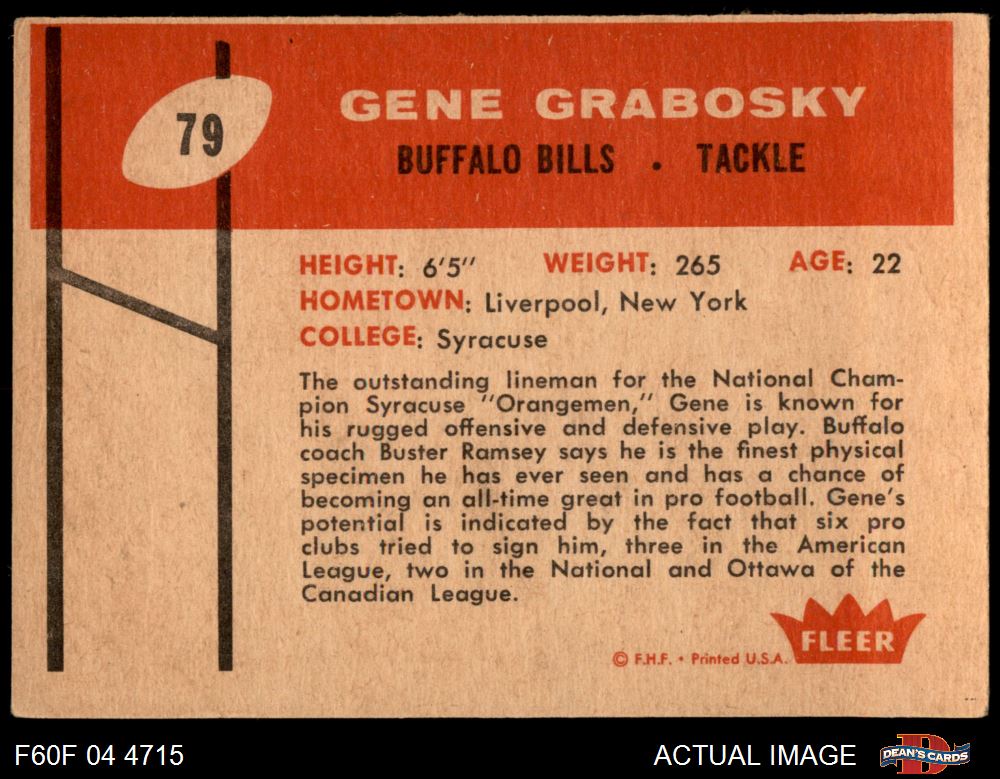 79
GENE GRABOSKY
BUFFALO BILLS . TACKLE
HEIGHT: 6'5" WEIGHT: 265 AGE: 22
HOMETOWN: Liverpool, New York
COLLEGE: Syracuse
The outstanding lineman for the National Cham-
pion Syracuse "Orangemen," Gene is known for
his rugged offensive and defensive play. Buffalo
coach Buster Ramsey says he is the finest physical
specimen he has ever seen and has a chance of
becoming an all-time great in pro football. Gene's
potential is indicated by the fact that six pro
clubs tried to sign him, three in the American
League, two in the National and Ottawa of the
Canadian League.
FLEER
© F.H.F. • Printed U.S.A.
F60F 04 4715 ACTUAL IMAGE DEAN'S CARDS